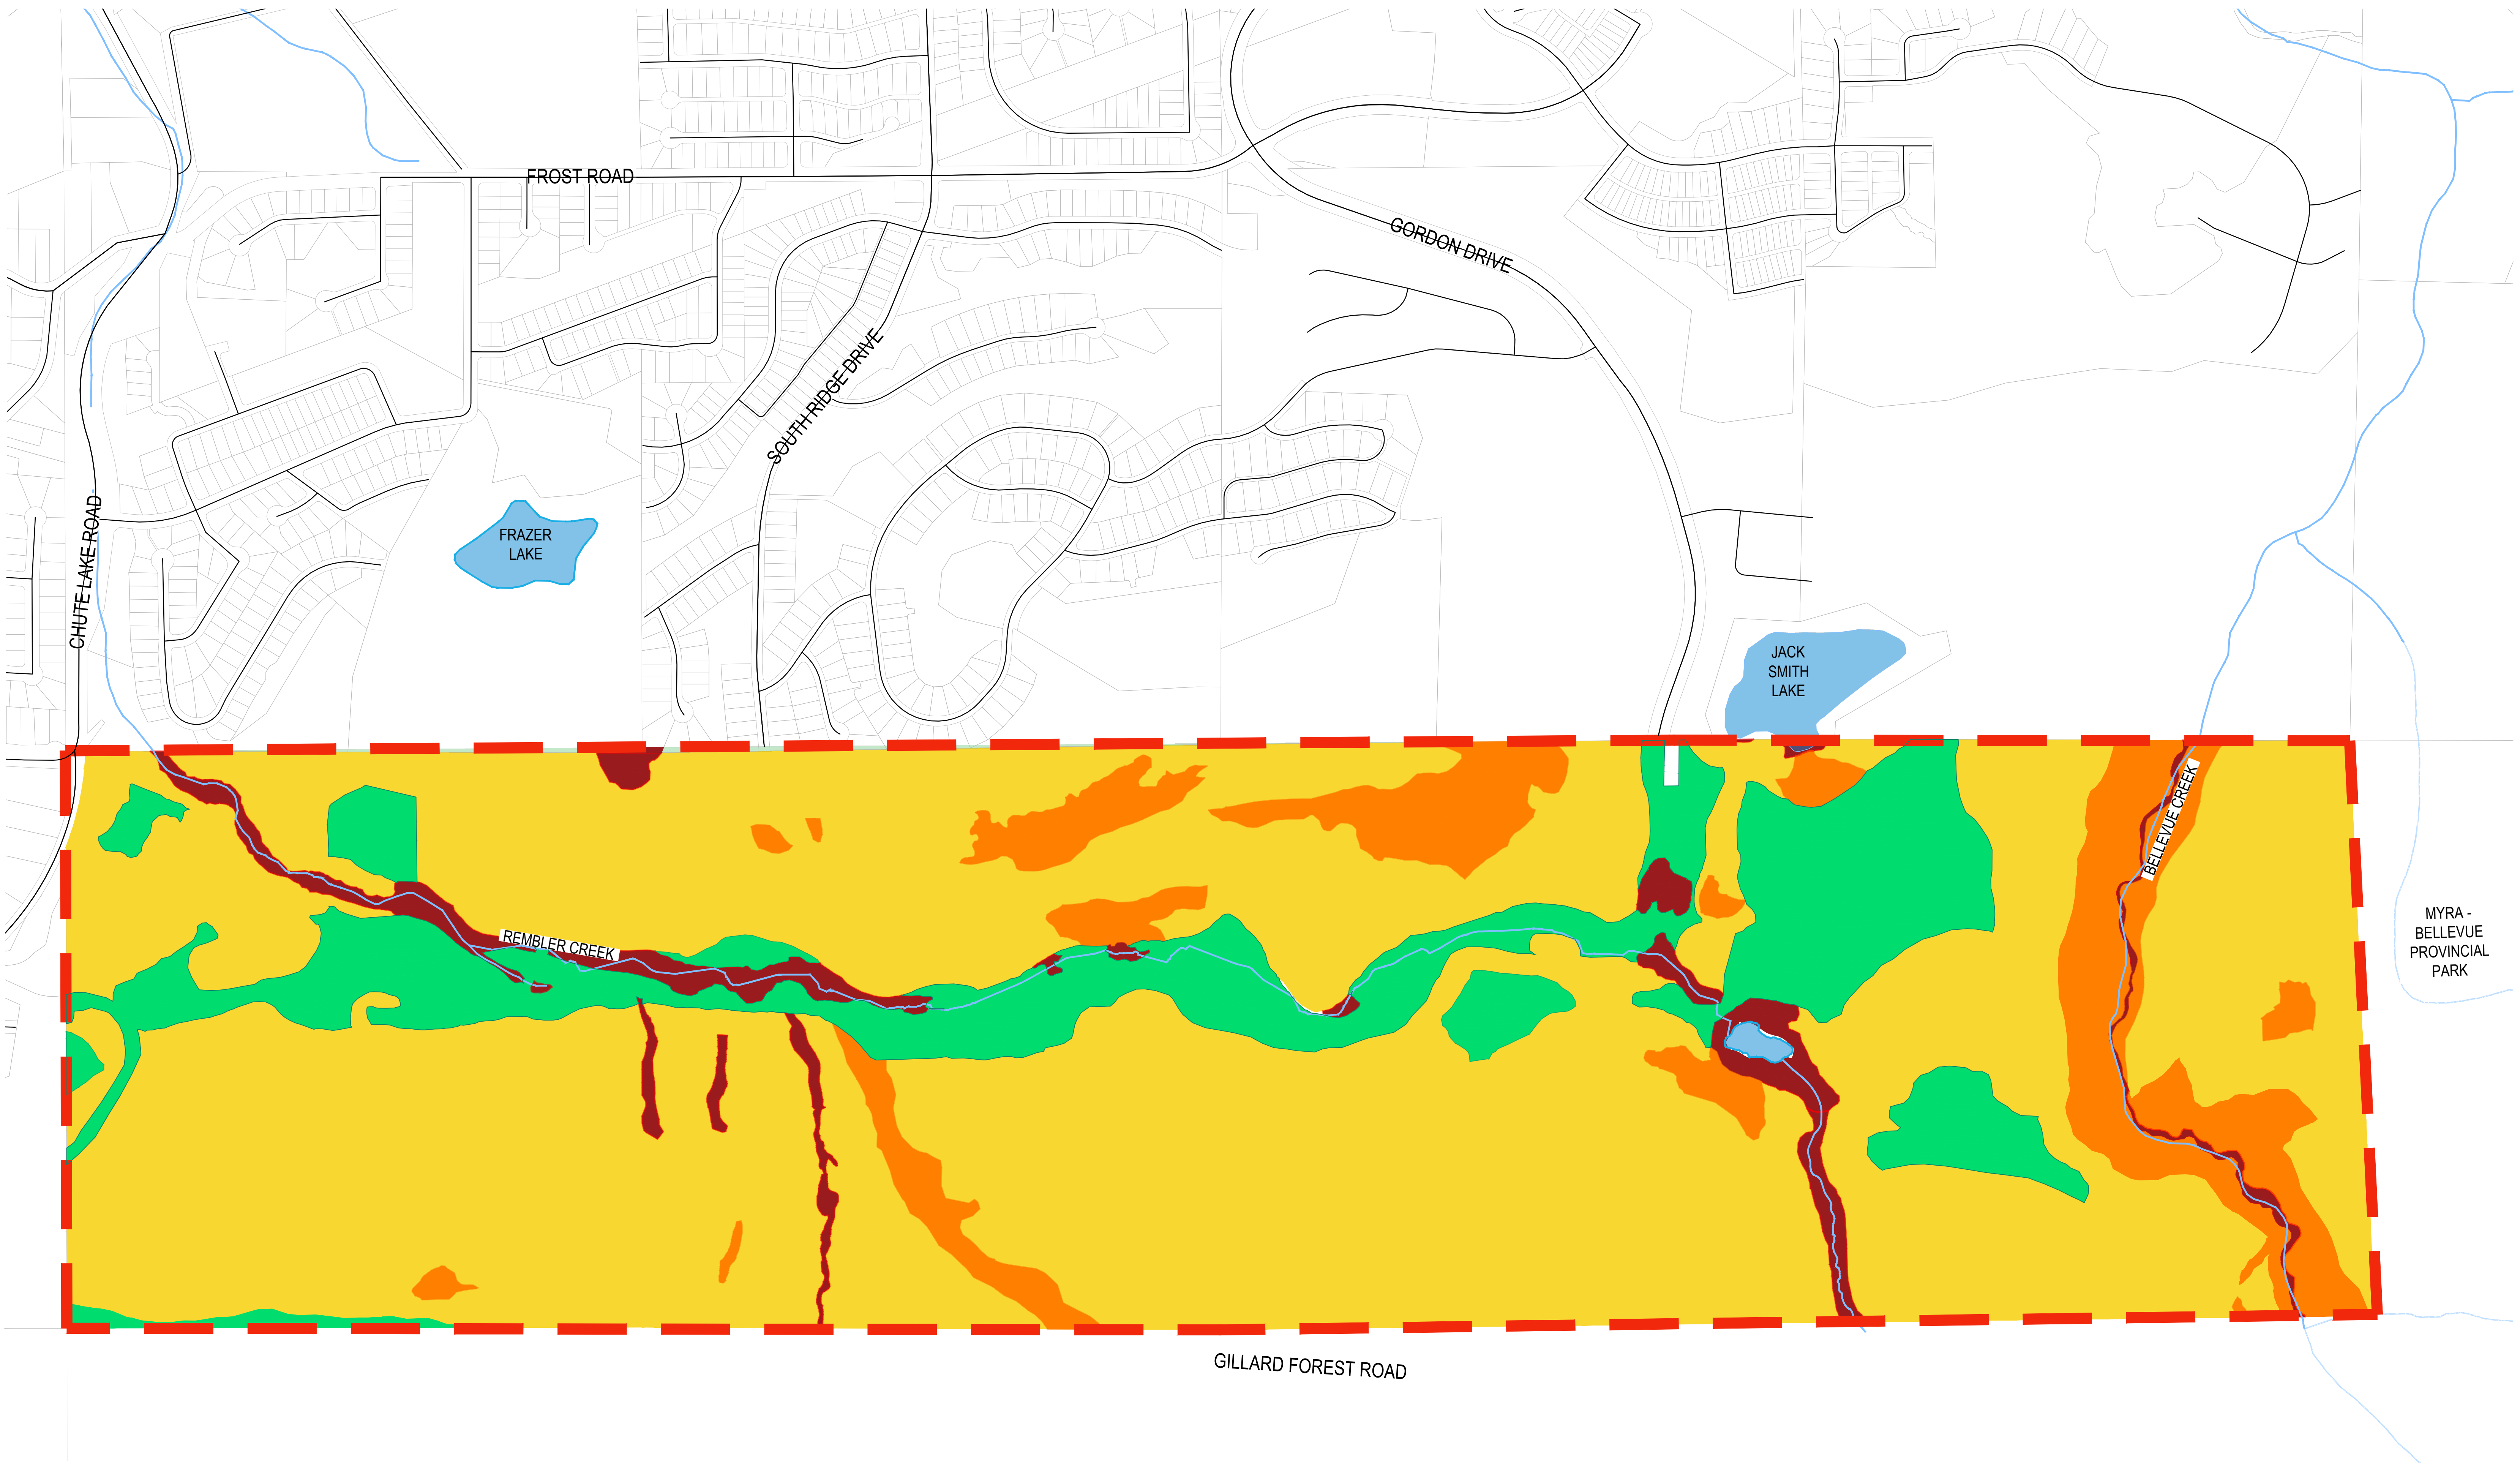 FROST ROAD
GORDON DRIVE
SOUTH RIDGE DRIVE
CHUTE LAKE ROAD
FRAZER
LAKE
JACK
SMITH
LAKE
BELLEVUE CREEK
REMBLER CREEK
MYRA -
BELLEVUE
PROVINCIAL
PARK
GILLARD FOREST ROAD